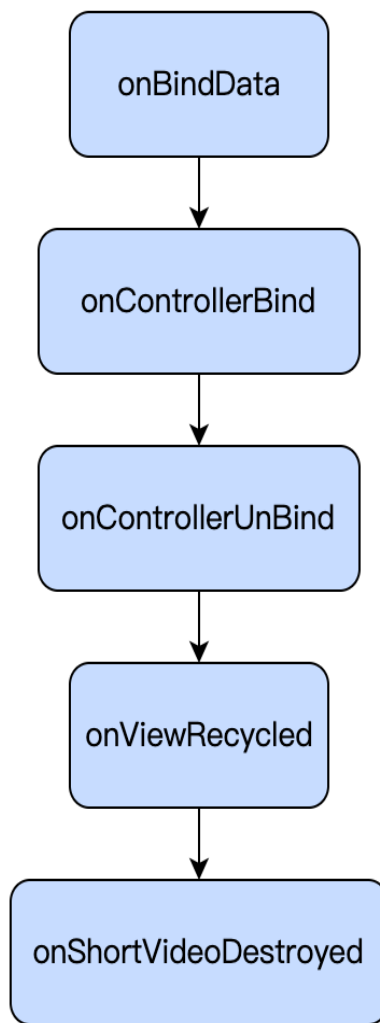 onBindData
onControllerBind
onControllerUnBind
onViewRecycled
onShortVideoDestroyed